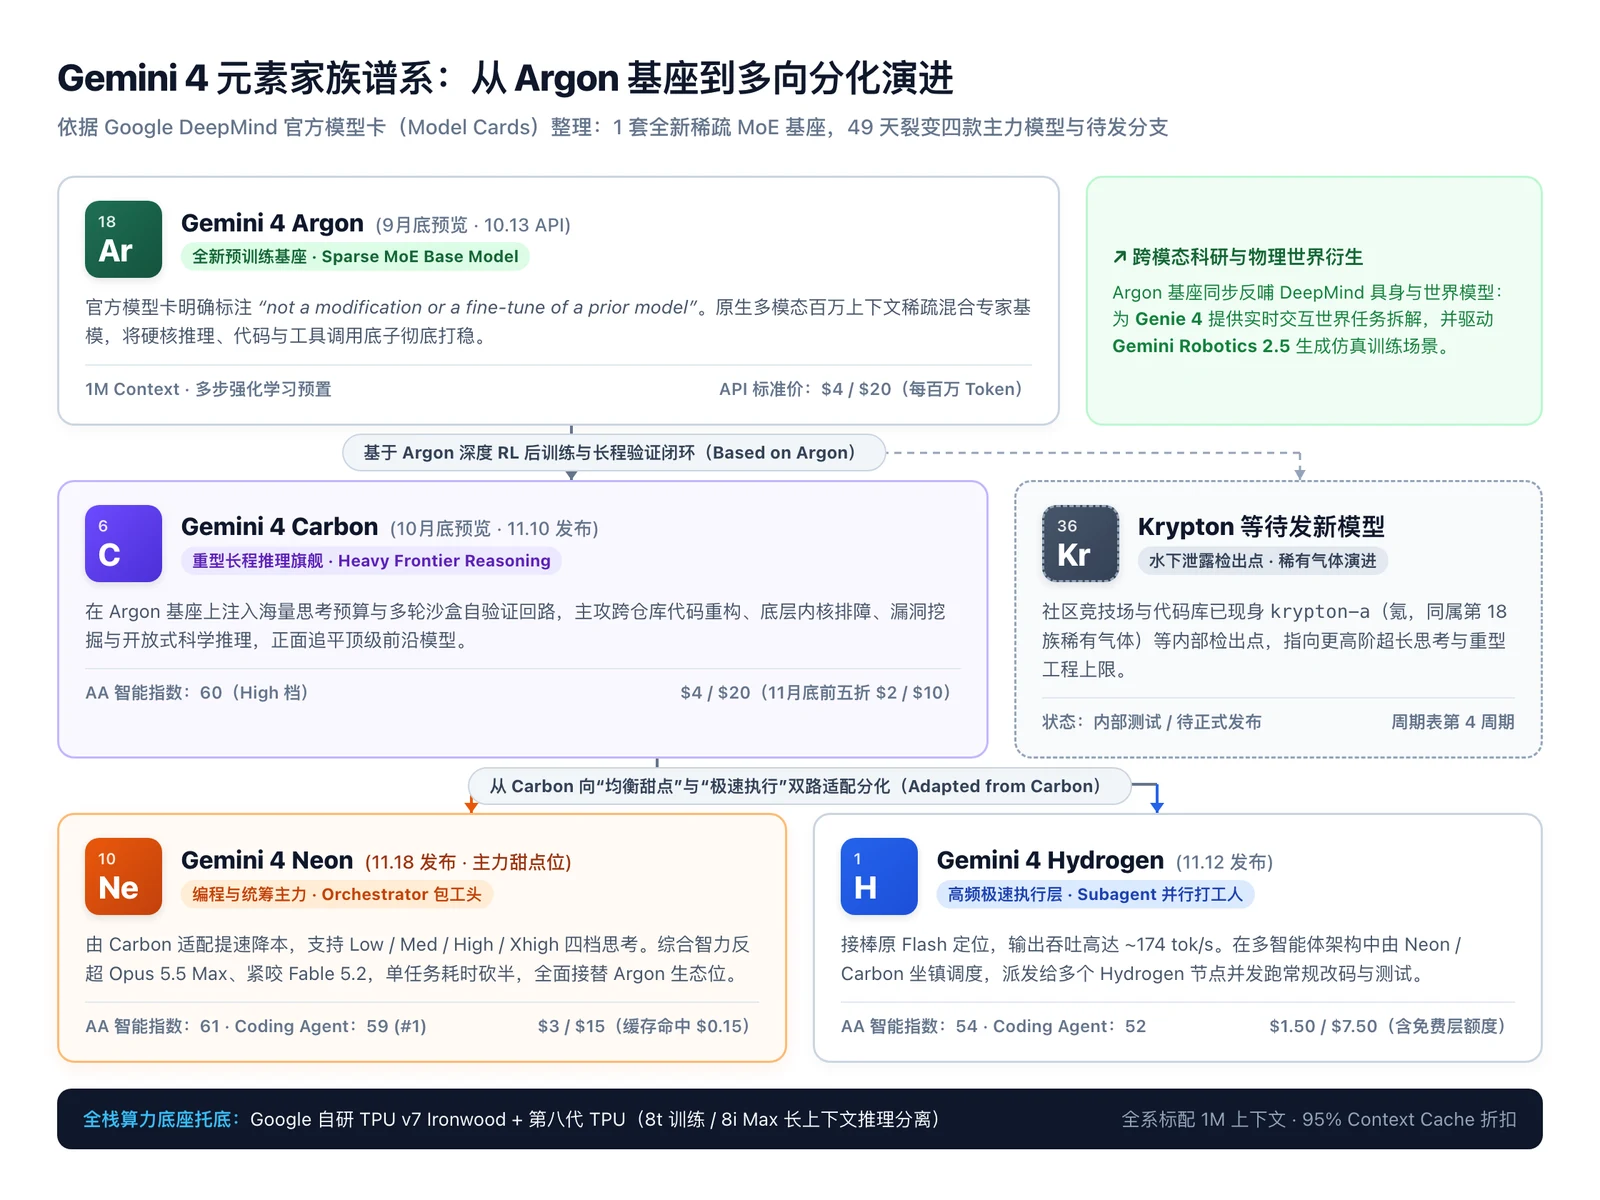 Gemini 4 元素家族谱系：从 Argon 基座到多向分化演进
依据 Google DeepMind 官方模型卡（Model Cards）整理：1 套全新稀疏 MoE 基座，49 天裂变四款主力模型与待发分支
18
Ar
Gemini 4 Argon (9月底预览 · 10.13 API)
全新预训练基座 · Sparse MoE Base Model
官方模型卡明确标注 “not a modification or a fine-tune of a prior model”。原生多模态百万上下文稀疏混合专家基
模，将硬核推理、代码与工具调用底子彻底打稳。
1M Context · 多步强化学习预置
API 标准价：$4 / $20（每百万 Token）
↗ 跨模态科研与物理世界衍生
Argon 基座同步反哺 DeepMind 具身与世界模型：
为 Genie 4 提供实时交互世界任务拆解，并驱动
Gemini Robotics 2.5 生成仿真训练场景。
基于 Argon 深度 RL 后训练与长程验证闭环（Based on Argon）
6
C
Gemini 4 Carbon (10月底预览 · 11.10 发布)
重型长程推理旗舰 · Heavy Frontier Reasoning
在 Argon 基座上注入海量思考预算与多轮沙盒自验证回路，主攻跨仓库代码重构、底层内核排障、漏洞挖
掘与开放式科学推理，正面追平顶级前沿模型。
AA 智能指数：60（High 档）
$4 / $20（11月底前五折 $2 / $10）
36
Kr
Krypton 等待发新模型
水下泄露检出点 · 稀有气体演进
社区竞技场与代码库已现身 krypton-a（氪，同属第 18
族稀有气体）等内部检出点，指向更高阶超长思考与重型
工程上限。
状态：内部测试 / 待正式发布
周期表第 4 周期
从 Carbon 向“均衡甜点”与“极速执行”双路适配分化（Adapted from Carbon）
10
Ne
Gemini 4 Neon (11.18 发布 · 主力甜点位)
编程与统筹主力 · Orchestrator 包工头
由 Carbon 适配提速降本，支持 Low / Med / High / Xhigh 四档思考。综合智力反
超 Opus 5.5 Max、紧咬 Fable 5.2，单任务耗时砍半，全面接替 Argon 生态位。
AA 智能指数：61 · Coding Agent：59 (#1)
$3 / $15（缓存命中 $0.15）
1
H
Gemini 4 Hydrogen (11.12 发布)
高频极速执行层 · Subagent 并行打工人
接棒原 Flash 定位，输出吞吐高达 ~174 tok/s。在多智能体架构中由 Neon /
Carbon 坐镇调度，派发给多个 Hydrogen 节点并发跑常规改码与测试。
AA 智能指数：54 · Coding Agent：52
$1.50 / $7.50（含免费层额度）
全栈算力底座托底：Google 自研 TPU v7 Ironwood + 第八代 TPU（8t 训练 / 8i Max 长上下文推理分离）
全系标配 1M 上下文 · 95% Context Cache 折扣